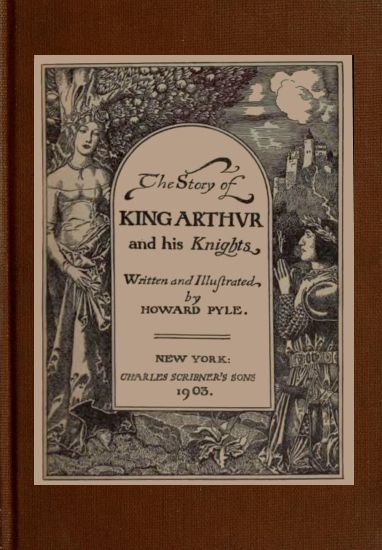 The Story of
KING ARTHVR
and his Knights
Written and Illustrated
by
HOWARD PYLE.
NEW YORK:
CHARLES SCRIBNER'S SONS
1903.